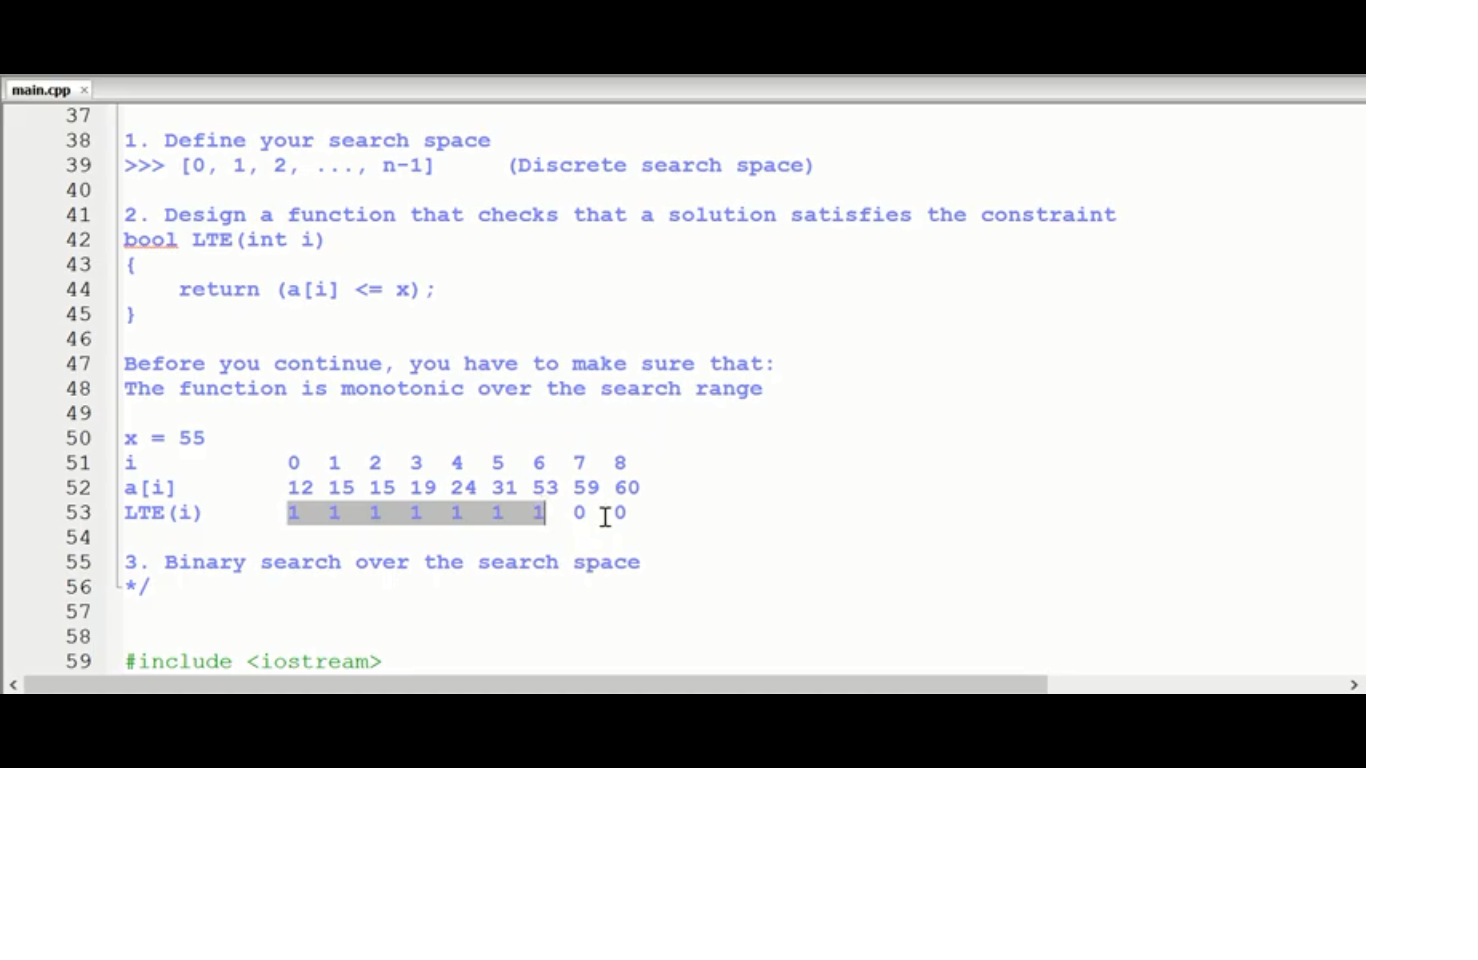 main.cpp ×
37
38 1. Define your search space
39 >>> [0, 1, 2, ..., n-1] (Discrete search space)
40
41 2. Design a function that checks that a solution satisfies the constraint
42 bool LTE(int i)
43 {
44 return (a[i] <= x);
45 }
46
47 Before you continue, you have to make sure that:
48 The function is monotonic over the search range
49
50 x = 55
51 i 0 1 2 3 4 5 6 7 8
52 a[i] 12 15 15 19 24 31 53 59 60
53 LTE(i) 1 1 1 1 1 1 1 0 0
54
55 3. Binary search over the search space
56 */
57
58
59 #include <iostream>